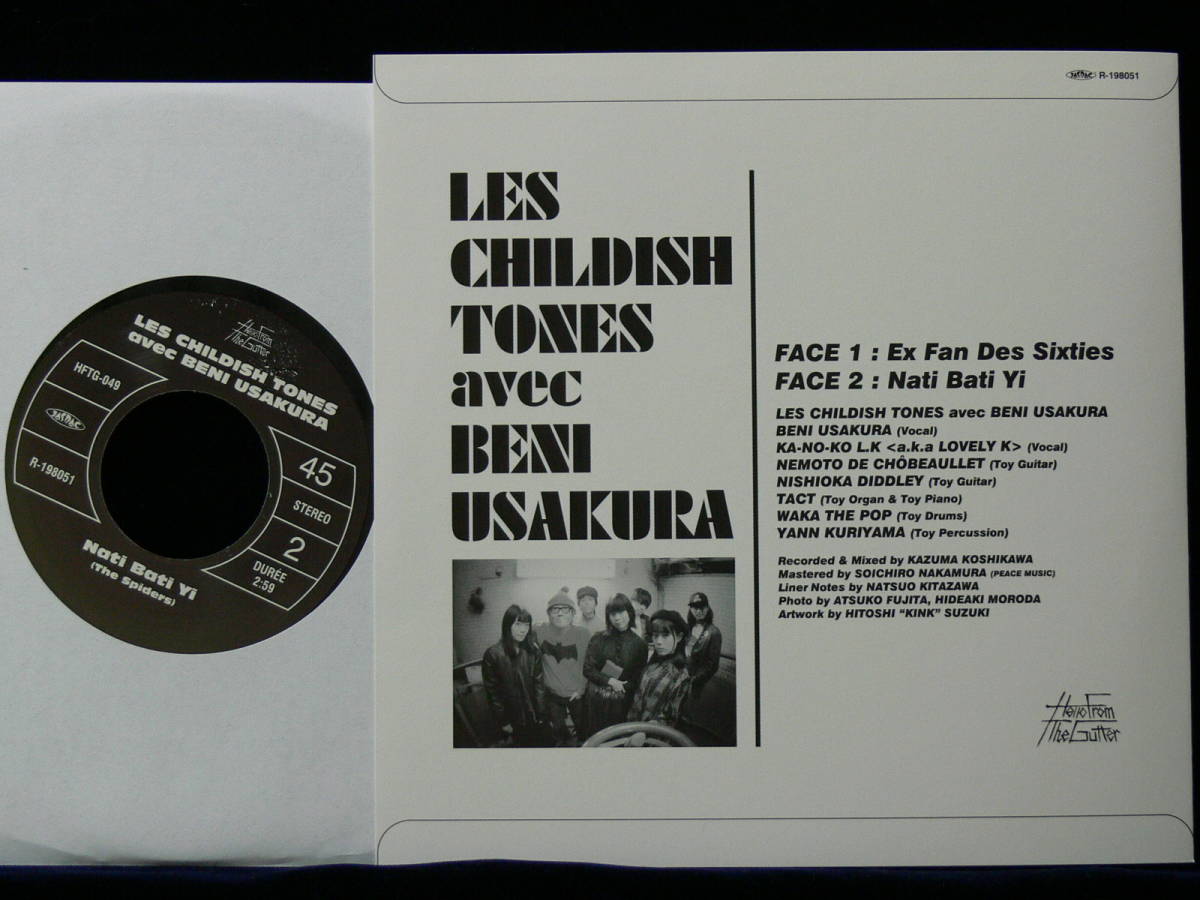 Hello From
The Gutter
LES CHILDISH TONES
avec BENI USAKURA
HFTG-049
R-198051
45
STEREO
2
DURÉE
2:59
Nati Bati Yi
(The Spiders)
R-198051
LES
CHILDISH
TONES
avec
BENI
USAKURA
FACE 1 : Ex Fan Des Sixties
FACE 2 : Nati Bati Yi
LES CHILDISH TONES avec BENI USAKURA
BENI USAKURA (Vocal)
KA-NO-KO L.K <a.k.a LOVELY K> (Vocal)
NEMOTO DE CHÔBEAULLET (Toy Guitar)
NISHIOKA DIDDLEY (Toy Guitar)
TACT (Toy Organ & Toy Piano)
WAKA THE POP (Toy Drums)
YANN KURIYAMA (Toy Percussion)
Recorded & Mixed by KAZUMA KOSHIKAWA
Mastered by SOICHIRO NAKAMURA (PEACE MUSIC)
Liner Notes by NATSUO KITAZAWA
Photo by ATSUKO FUJITA, HIDEAKI MORODA
Artwork by HITOSHI “KINK” SUZUKI
Hello From
The Gutter